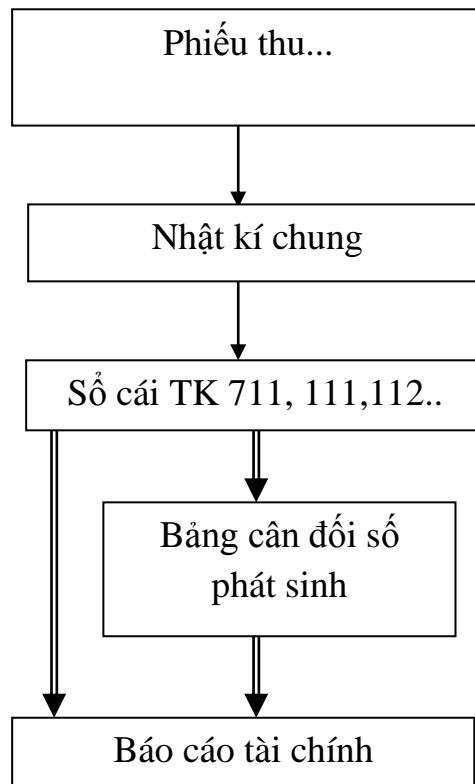 Phiếu thu...
Nhật kí chung
Sổ cái TK 711, 111,112..
Bảng cân đối số
phát sinh
Báo cáo tài chính